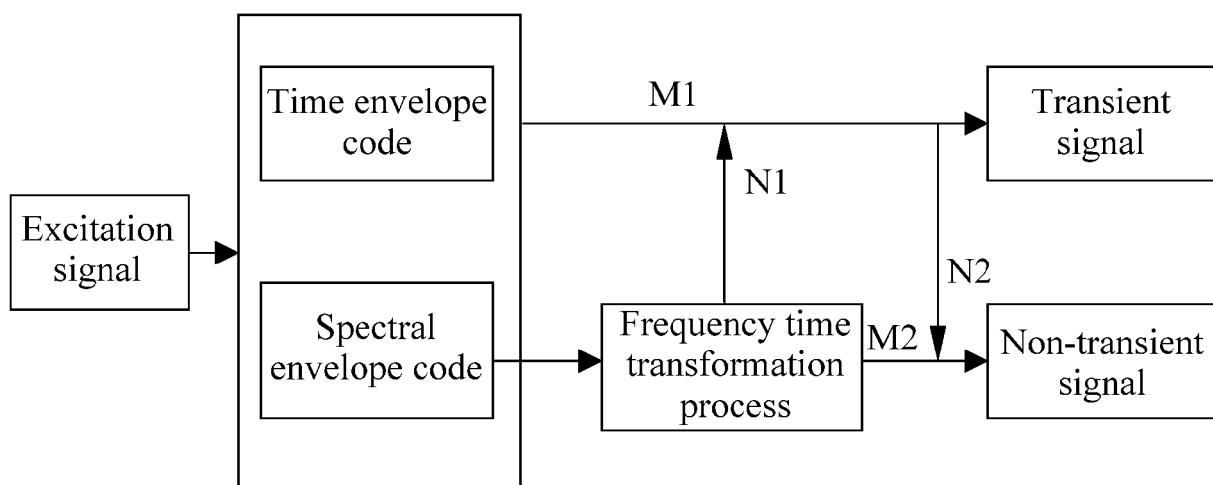 Time envelope
code
M1
Transient
signal
N1
Excitation
signal
N2
Spectral
envelope code
Frequency time
transformation
process
M2
Non-transient
signal